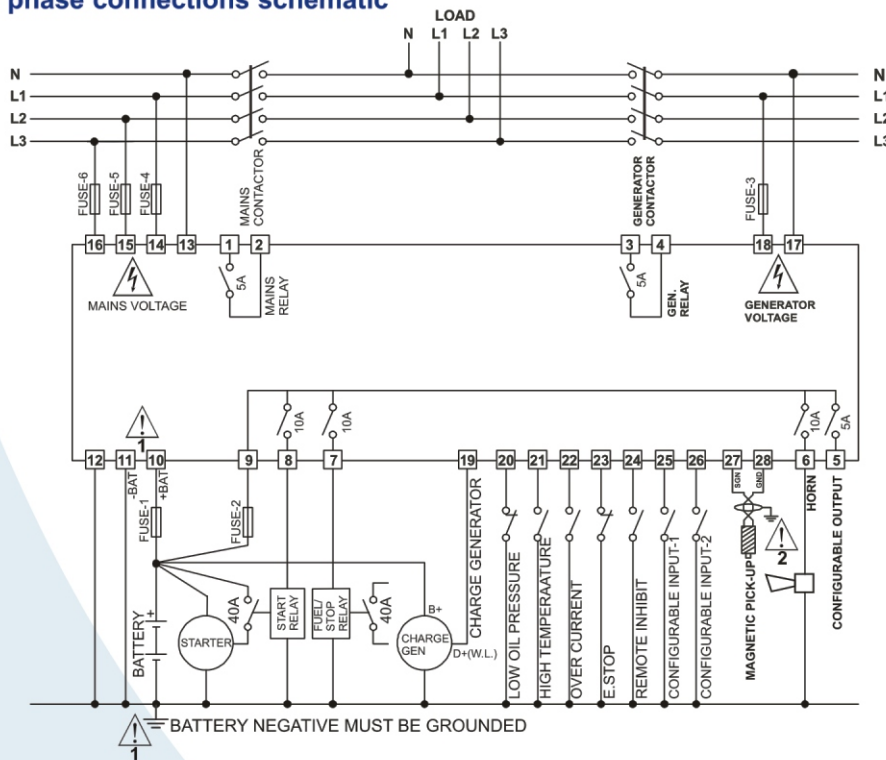 phase connections schematic
LOAD
N L1 L2 L3
N
L1
L2
L3
N
L1
L2
L3
FUSE-6
FUSE-5
FUSE-4
MAINS CONTACTOR
GENERATOR CONTACTOR
FUSE-3
16 15 14 13 1 2 3 4 18 17
MAINS VOLTAGE
5A
MAINS RELAY
5A
GEN. RELAY
GENERATOR
VOLTAGE
1
10A
10A
10A
5A
12 11 10 9 8 7 19 20 21 22 23 24 25 26 27 28 6 5
-BAT
+BAT
FUSE-1
FUSE-2
SGN
GND
HORN
CHARGE GENERATOR
LOW OIL PRESSURE
HIGH TEMPERAATURE
OVER CURRENT
E.STOP
REMOTE INHIBIT
CONFIGURABLE INPUT-1
CONFIGURABLE INPUT-2
MAGNETIC PICK-UP
2
CONFIGURABLE OUTPUT
BATTERY
+
STARTER
40A
START RELAY
FUEL/ STOP RELAY
40A
B+
CHARGE
GEN
D+(W.L.)
1
BATTERY NEGATIVE MUST BE GROUNDED